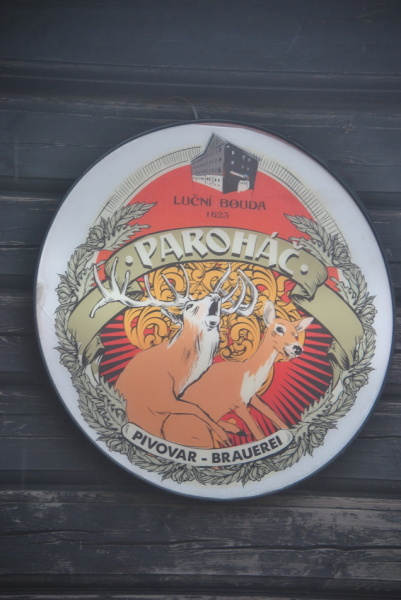 LUČNÍ BOUDA
1623
PAROHÁČ
PIVOVAR - BRAUEREI